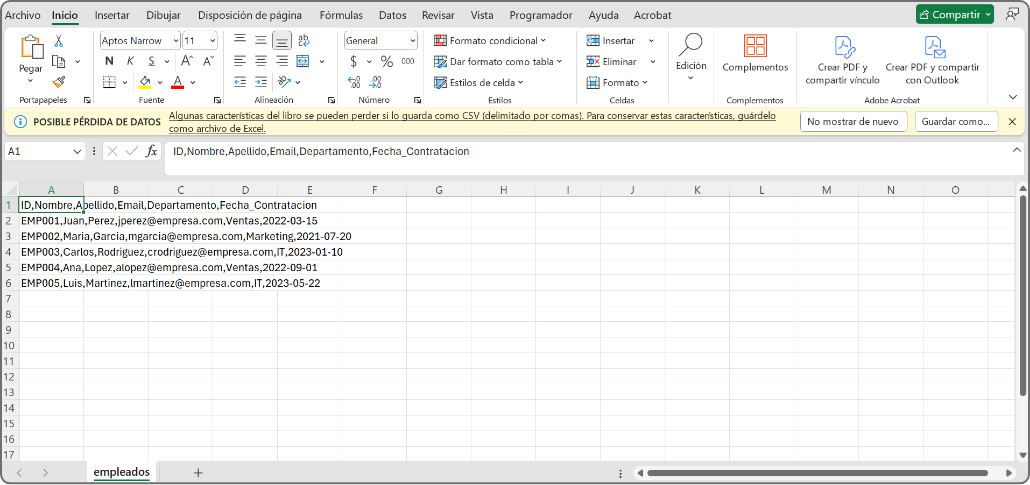 Archivo Inicio Insertar Dibujar Disposición de página Fórmulas Datos Revisar Vista Programador Ayuda Acrobat Compartir
Aptos Narrow 11 General Formato condicional Insertar
Pegar N K S A A $ % 000 Dar formato como tabla Eliminar Edición Complementos Crear PDF y compartir vínculo Crear PDF y compartir con Outlook
A Estilos de celda Formato
Portapapeles Fuente Alineación Número Estilos Celdas Complementos Adobe Acrobat
POSIBLE PÉRDIDA DE DATOS Algunas características del libro se pueden perder si lo guarda como CSV (delimitado por comas). Para conservar estas características, guárdelo
como archivo de Excel. No mostrar de nuevo Guardar como...
A1 fx ID,Nombre,Apellido,Email,Departamento,Fecha_Contratacion
A B C D E F G H I J K L M N O
1 ID,Nombre,Apellido,Email,Departamento,Fecha_Contratacion
2 EMP001,Juan,Perez,jperez@empresa.com,Ventas,2022-03-15
3 EMP002,Maria,Garcia,mgarcia@empresa.com,Marketing,2021-07-20
4 EMP003,Carlos,Rodriguez,crodriguez@empresa.com,IT,2023-01-10
5 EMP004,Ana,Lopez,alopez@empresa.com,Ventas,2022-09-01
6 EMP005,Luis,Martinez,lmartinez@empresa.com,IT,2023-05-22
7
8
9
10
11
12
13
14
15
16
17
empleados